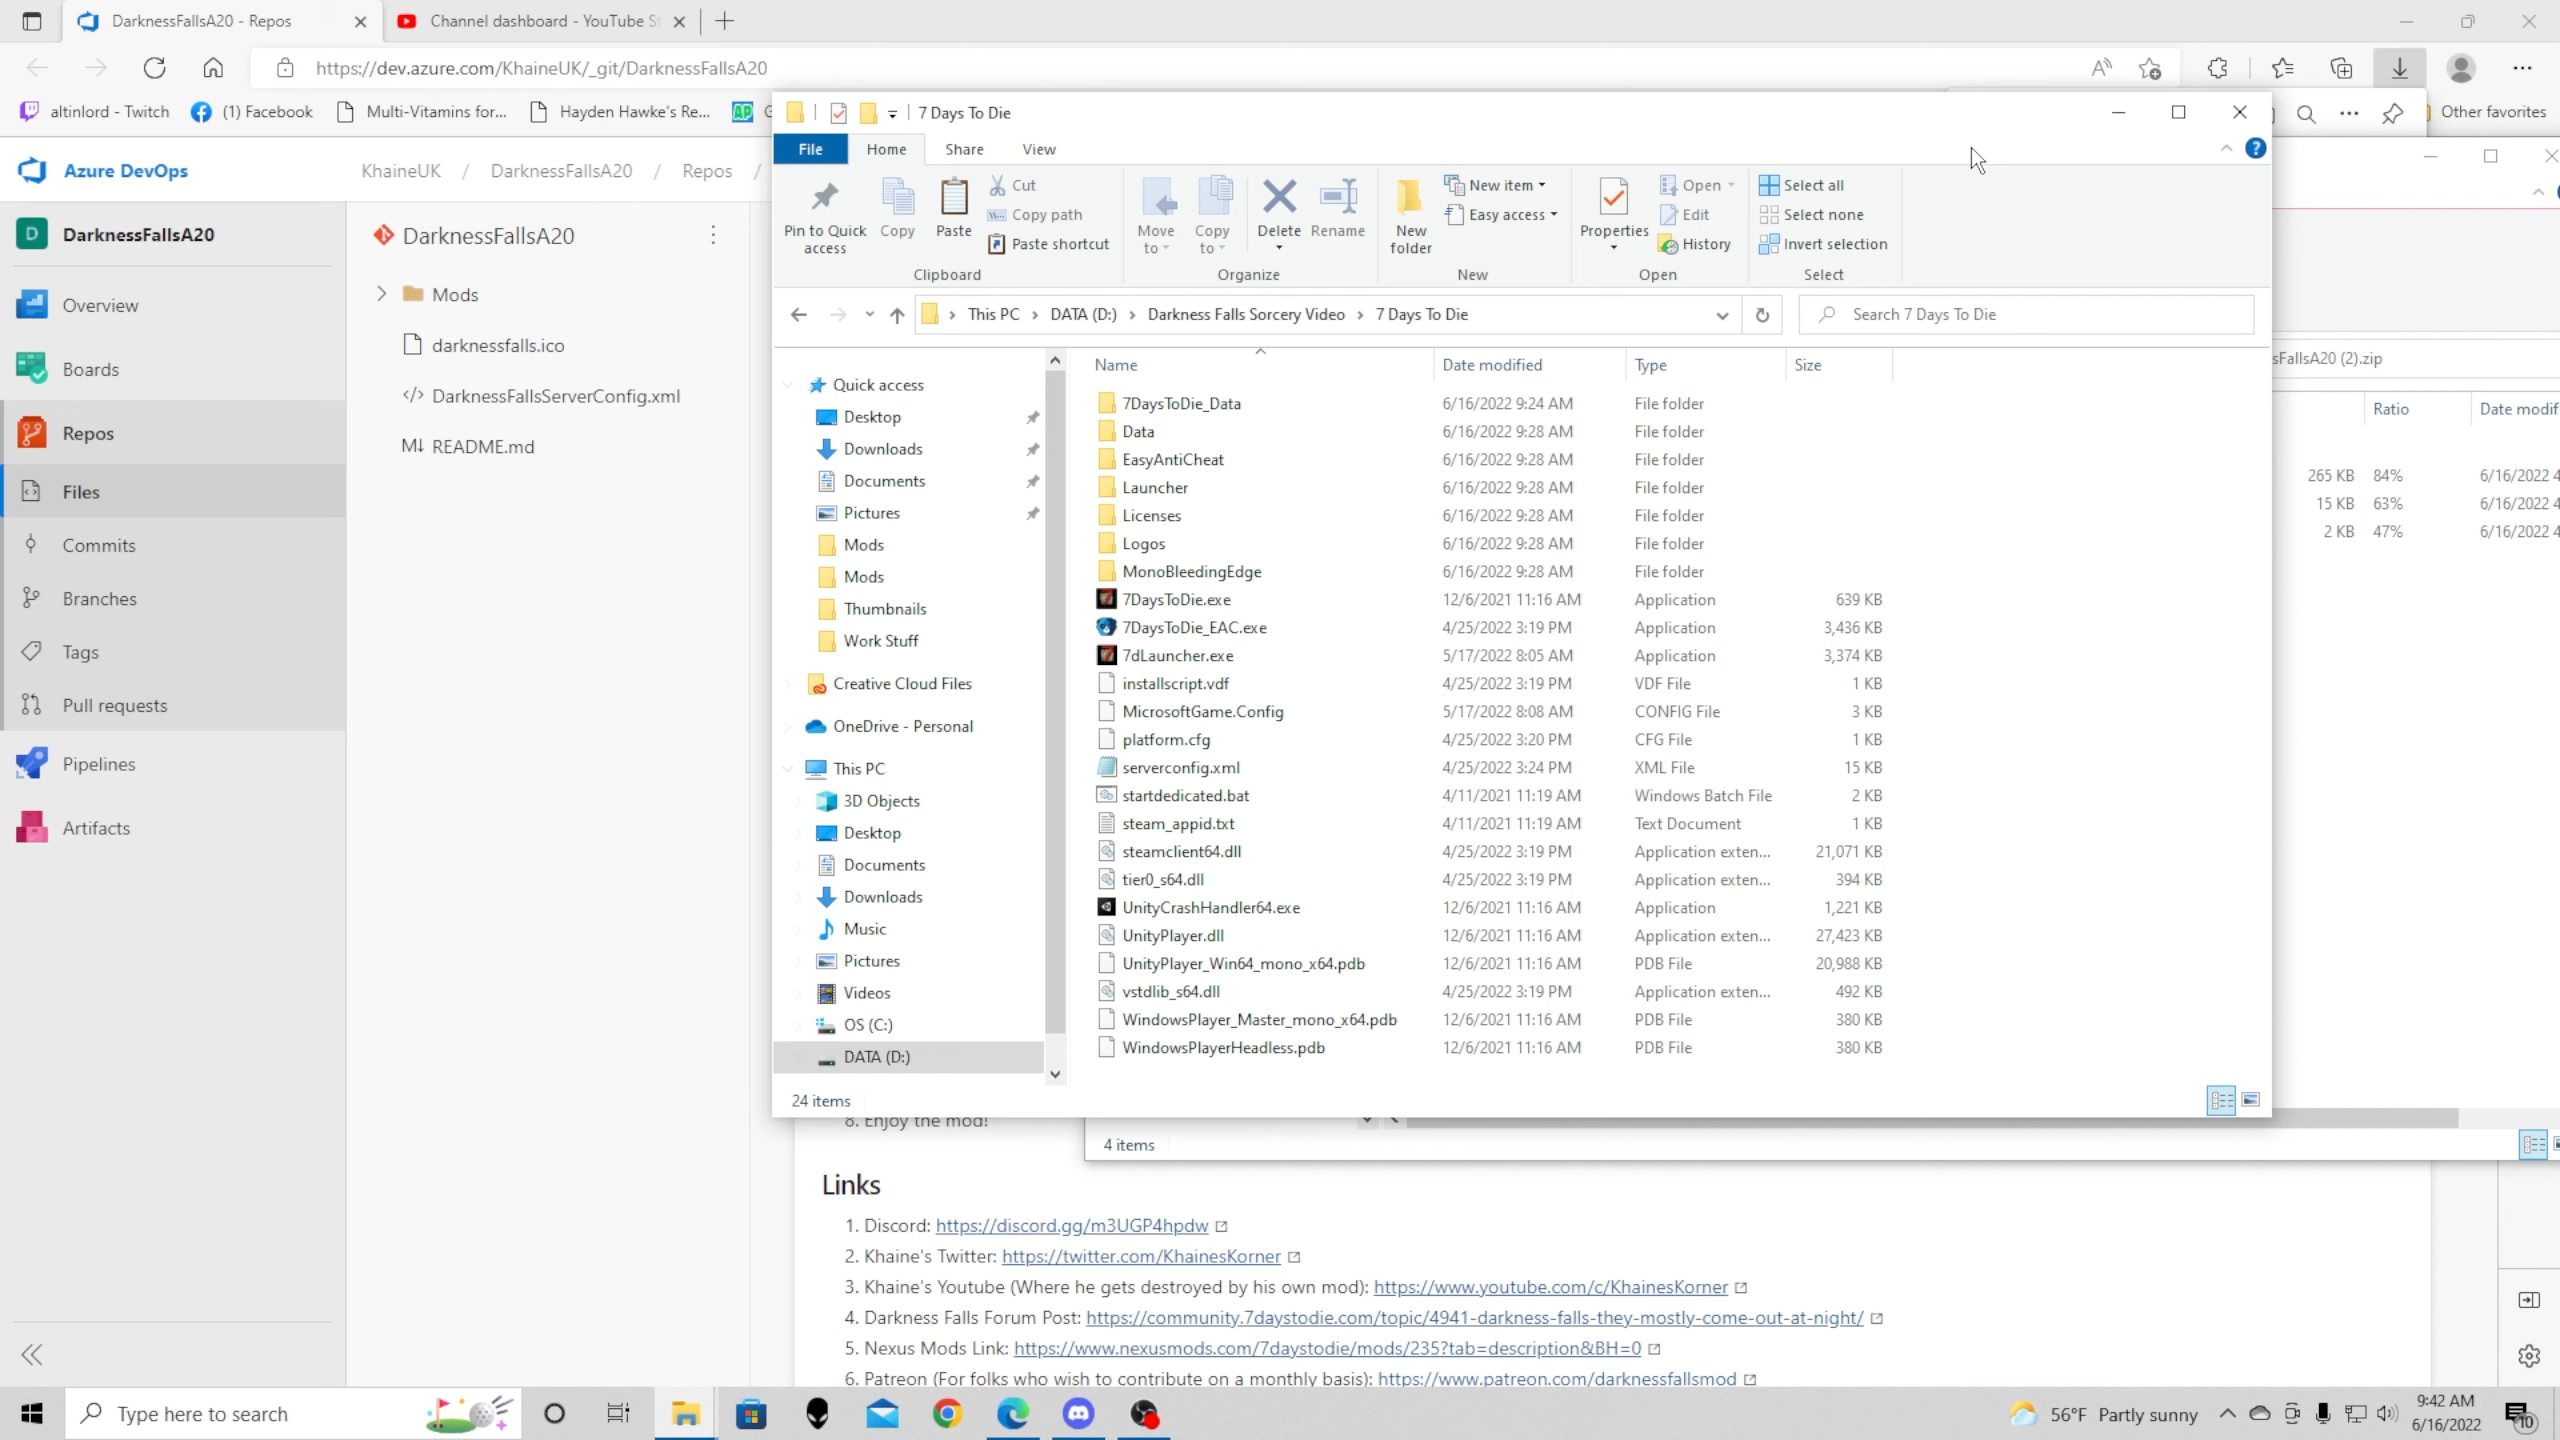 DarknessFallsA20 - Repos
Channel dashboard - YouTube St
https://dev.azure.com/KhaineUK/_git/DarknessFallsA20
altinlord - Twitch
(1) Facebook
Multi-Vitamins for...
Hayden Hawke's Re...
Other favorites
Azure DevOps
KhaineUK / DarknessFallsA20 / Repos /
D DarknessFallsA20
Overview
Boards
Repos
Files
Commits
Branches
Tags
Pull requests
Pipelines
Artifacts
DarknessFallsA20
Mods
darknessfalls.ico
DarknessFallsServerConfig.xml
README.md
7 Days To Die
File
Home
Share
View
Pin to Quick access
Copy
Paste
Cut
Copy path
Paste shortcut
Clipboard
Move to
Copy to
Delete
Rename
Organize
New folder
New item
Easy access
New
Properties
Open
Edit
History
Open
Select all
Select none
Invert selection
Select
This PC > DATA (D:) > Darkness Falls Sorcery Video > 7 Days To Die
Search 7 Days To Die
Quick access
Desktop
Downloads
Documents
Pictures
Mods
Mods
Thumbnails
Work Stuff
Creative Cloud Files
OneDrive - Personal
This PC
3D Objects
Desktop
Documents
Downloads
Music
Pictures
Videos
OS (C:)
DATA (D:)
Name Date modified Type Size
7DaysToDie_Data 6/16/2022 9:24 AM File folder
Data 6/16/2022 9:28 AM File folder
EasyAntiCheat 6/16/2022 9:28 AM File folder
Launcher 6/16/2022 9:28 AM File folder
Licenses 6/16/2022 9:28 AM File folder
Logos 6/16/2022 9:28 AM File folder
MonoBleedingEdge 6/16/2022 9:28 AM File folder
7DaysToDie.exe 12/6/2021 11:16 AM Application 639 KB
7DaysToDie_EAC.exe 4/25/2022 3:19 PM Application 3,436 KB
7dLauncher.exe 5/17/2022 8:05 AM Application 3,374 KB
installscript.vdf 4/25/2022 3:19 PM VDF File 1 KB
MicrosoftGame.Config 5/17/2022 8:08 AM CONFIG File 3 KB
platform.cfg 4/25/2022 3:20 PM CFG File 1 KB
serverconfig.xml 4/25/2022 3:24 PM XML File 15 KB
startdedicated.bat 4/11/2021 11:19 AM Windows Batch File 2 KB
steam_appid.txt 4/11/2021 11:19 AM Text Document 1 KB
steamclient64.dll 4/25/2022 3:19 PM Application exten... 21,071 KB
tier0_s64.dll 4/25/2022 3:19 PM Application exten... 394 KB
UnityCrashHandler64.exe 12/6/2021 11:16 AM Application 1,221 KB
UnityPlayer.dll 12/6/2021 11:16 AM Application exten... 27,423 KB
UnityPlayer_Win64_mono_x64.pdb 12/6/2021 11:16 AM PDB File 20,988 KB
vstdlib_s64.dll 4/25/2022 3:19 PM Application exten... 492 KB
WindowsPlayer_Master_mono_x64.pdb 12/6/2021 11:16 AM PDB File 380 KB
WindowsPlayerHeadless.pdb 12/6/2021 11:16 AM PDB File 380 KB
24 items
sFallsA20 (2).zip
Ratio Date modif
265 KB 84% 6/16/2022 4
15 KB 63% 6/16/2022 4
2 KB 47% 6/16/2022 4
4 items
8. Enjoy the mod!
Links
1. Discord: https://discord.gg/m3UGP4hpdw
2. Khaine's Twitter: https://twitter.com/KhainesKorner
3. Khaine's Youtube (Where he gets destroyed by his own mod): https://www.youtube.com/c/KhainesKorner
4. Darkness Falls Forum Post: https://community.7daystodie.com/topic/4941-darkness-falls-they-mostly-come-out-at-night/
5. Nexus Mods Link: https://www.nexusmods.com/7daystodie/mods/235?tab=description&BH=0
6. Patreon (For folks who wish to contribute on a monthly basis): https://www.patreon.com/darknessfallsmod
Type here to search
56°F Partly sunny
9:42 AM
6/16/2022
10